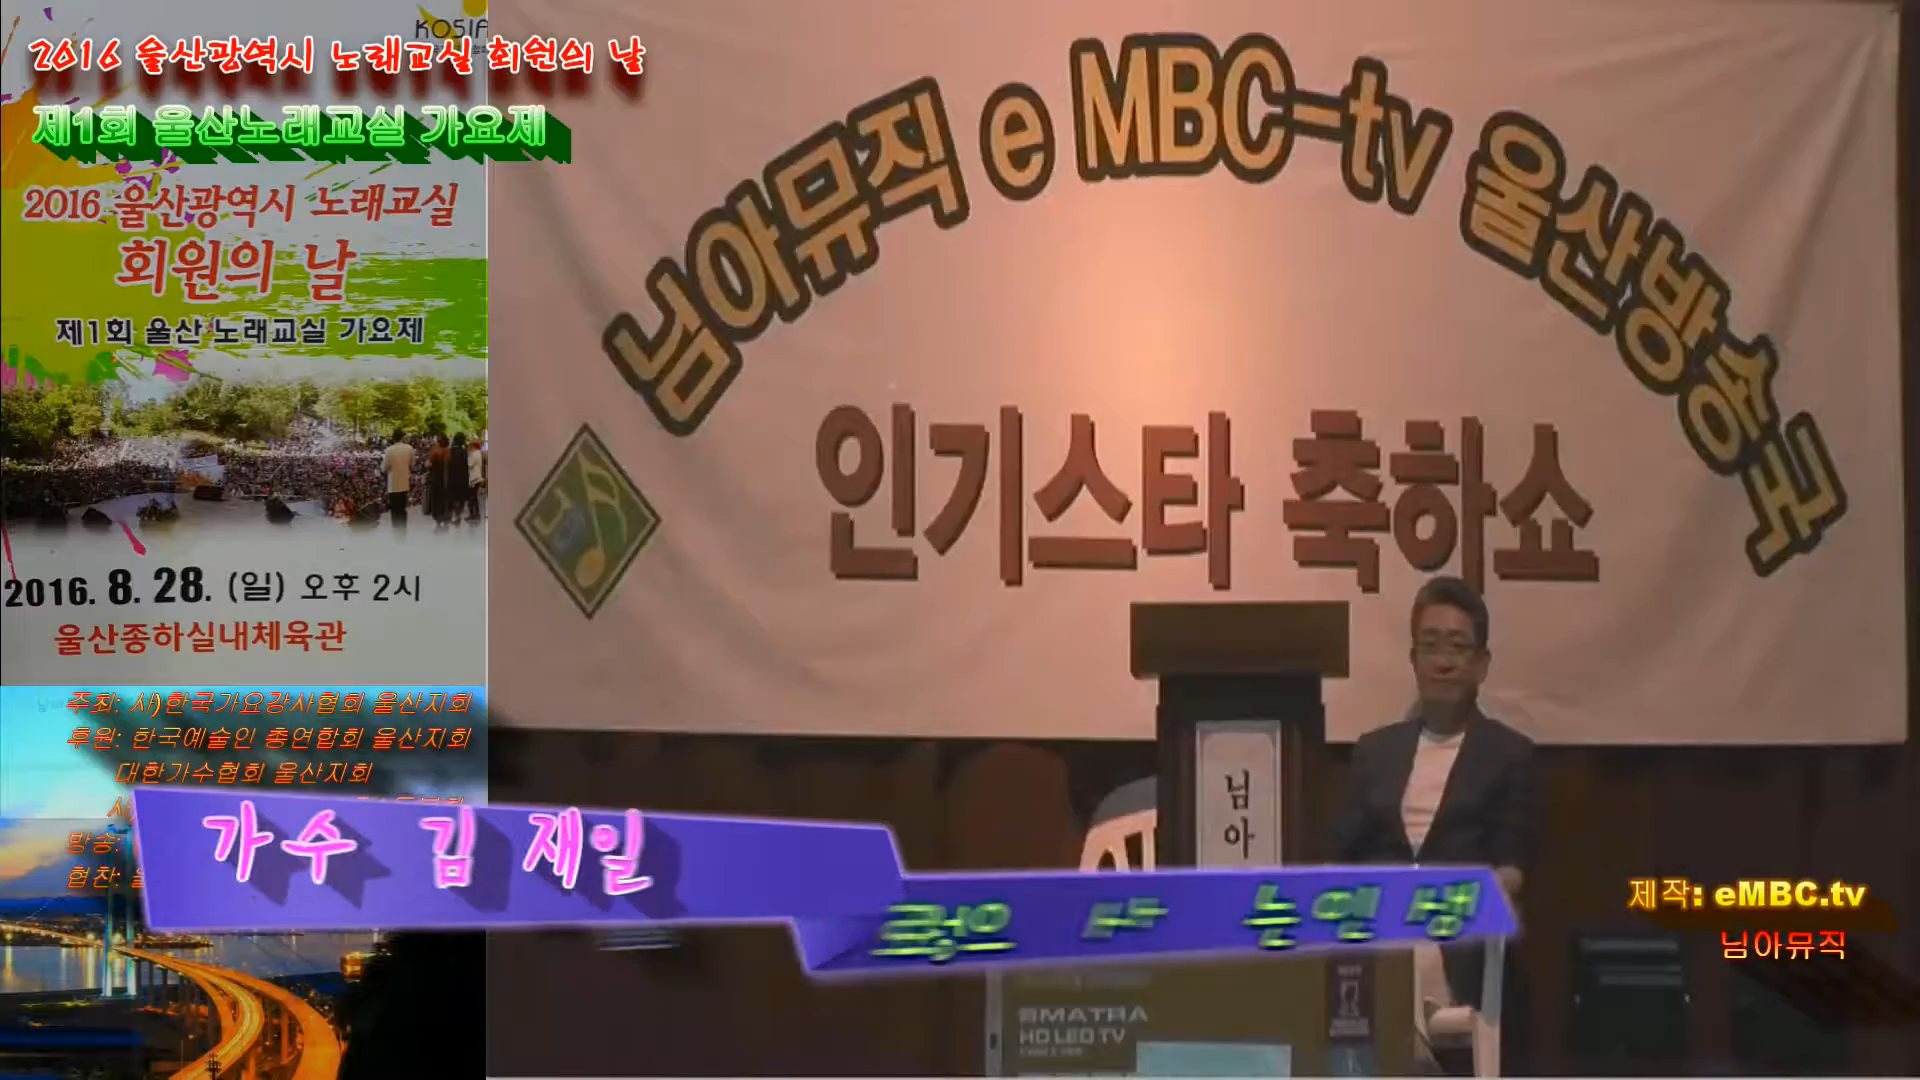 2016 울산광역시 노래교실 회원의 날
제1회 울산노래교실 가요제
KOSIA
2016 울산광역시 노래교실
회원의 날
제1회 울산 노래교실 가요제
2016. 8. 28. (일) 오후 2시
울산종하실내체육관
주최: 사)한국가요강사협회 울산지회
후원: 한국예술인 총연합회 울산지회
대한가수협회 울산지회
방송:
협찬:
님아뮤직 e MBC-tv 울산방송국
인기스타 축하쇼
님아
가수 김 재일
제작: eMBC.tv
님아뮤직
SMATRA
HD LED TV